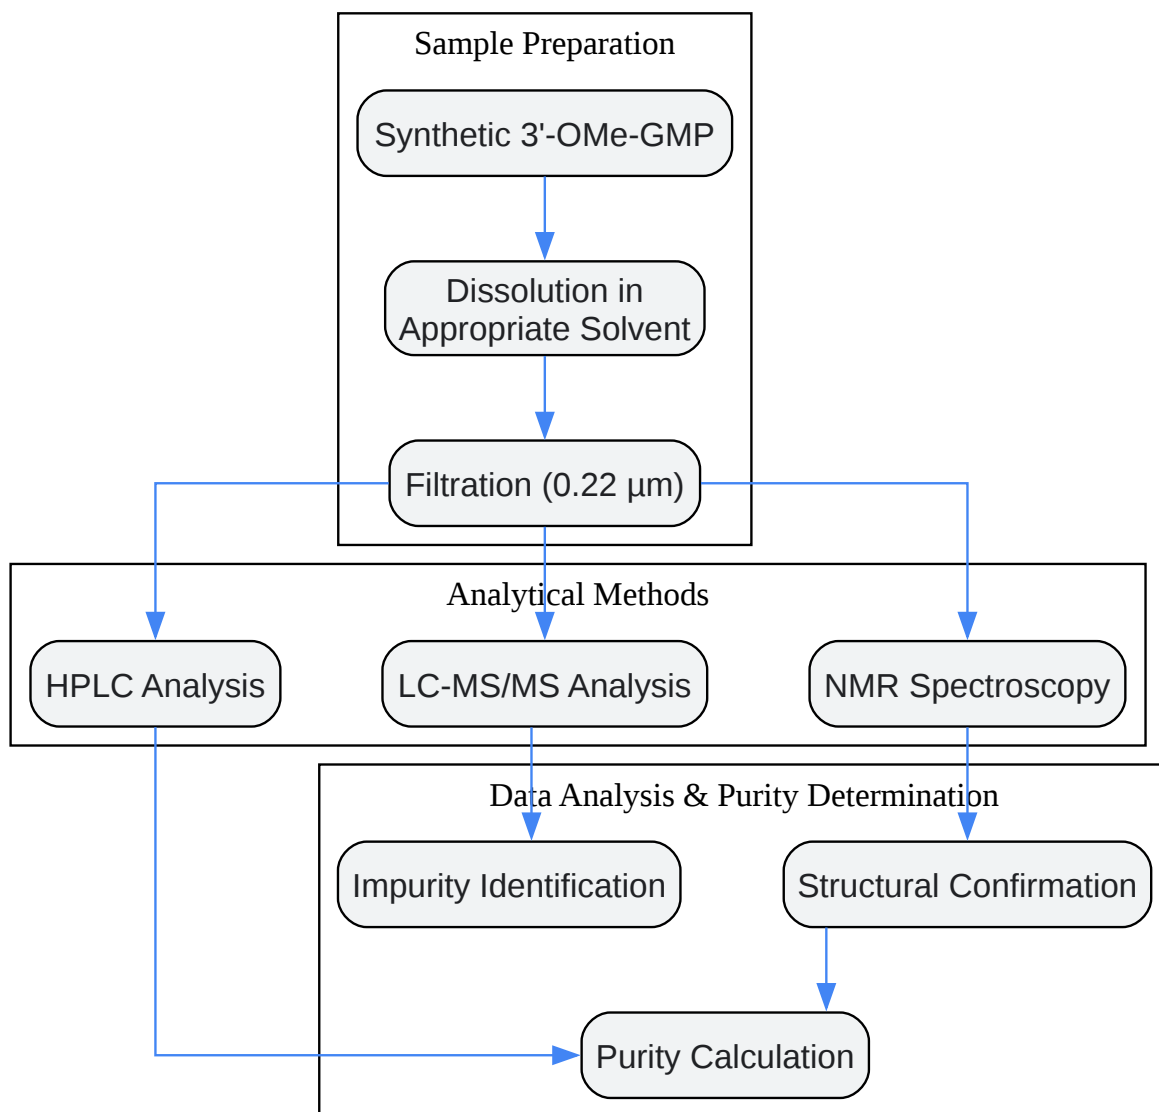 Sample Preparation
Synthetic 3'-OMe-GMP
Dissolution in
Appropriate Solvent
Filtration (0.22 µm)
Analytical Methods
HPLC Analysis
LC-MS/MS Analysis
NMR Spectroscopy
Data Analysis & Purity Determination
Impurity Identification
Structural Confirmation
Purity Calculation